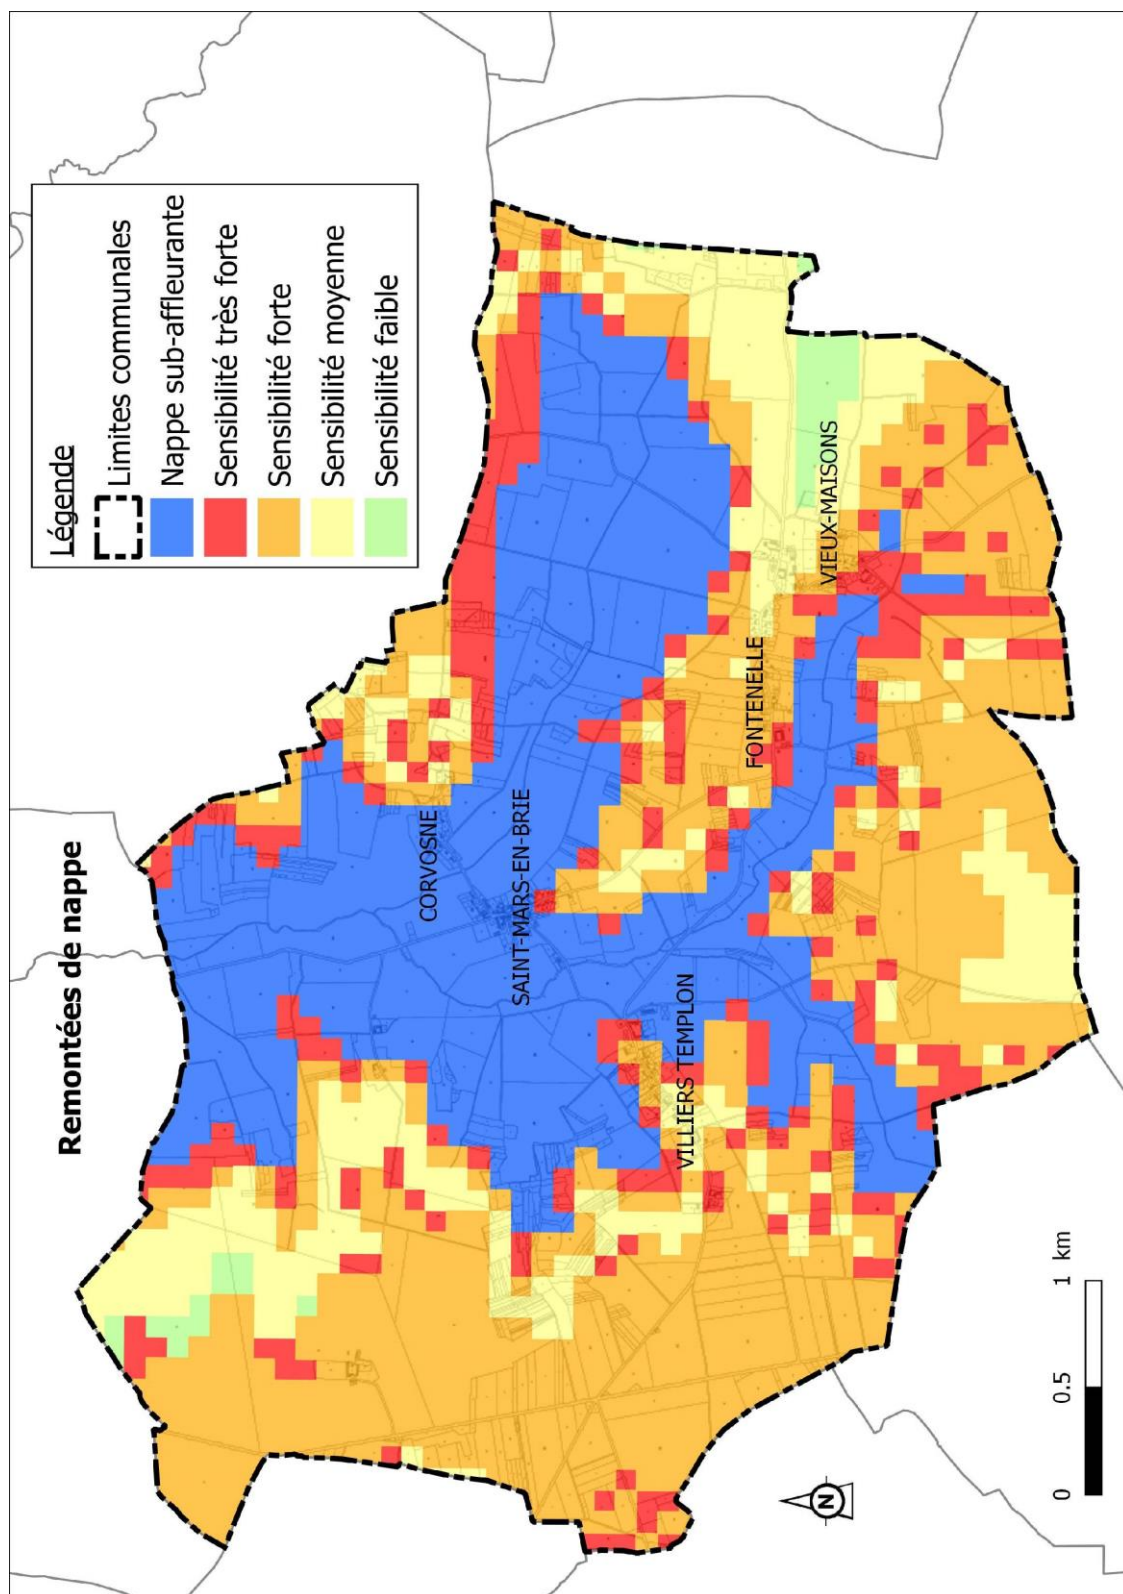 Remontées de nappe
Légende
Limites communales
Nappe sub-affleurante
Sensibilité très forte
Sensibilité forte
Sensibilité moyenne
Sensibilité faible
CORVOSNE
SAINT-MARS-EN-BRIE
VILLIERS TEMPLON
FONTENELLE
VIEUX-MAISONS
N
0 0.5 1 km